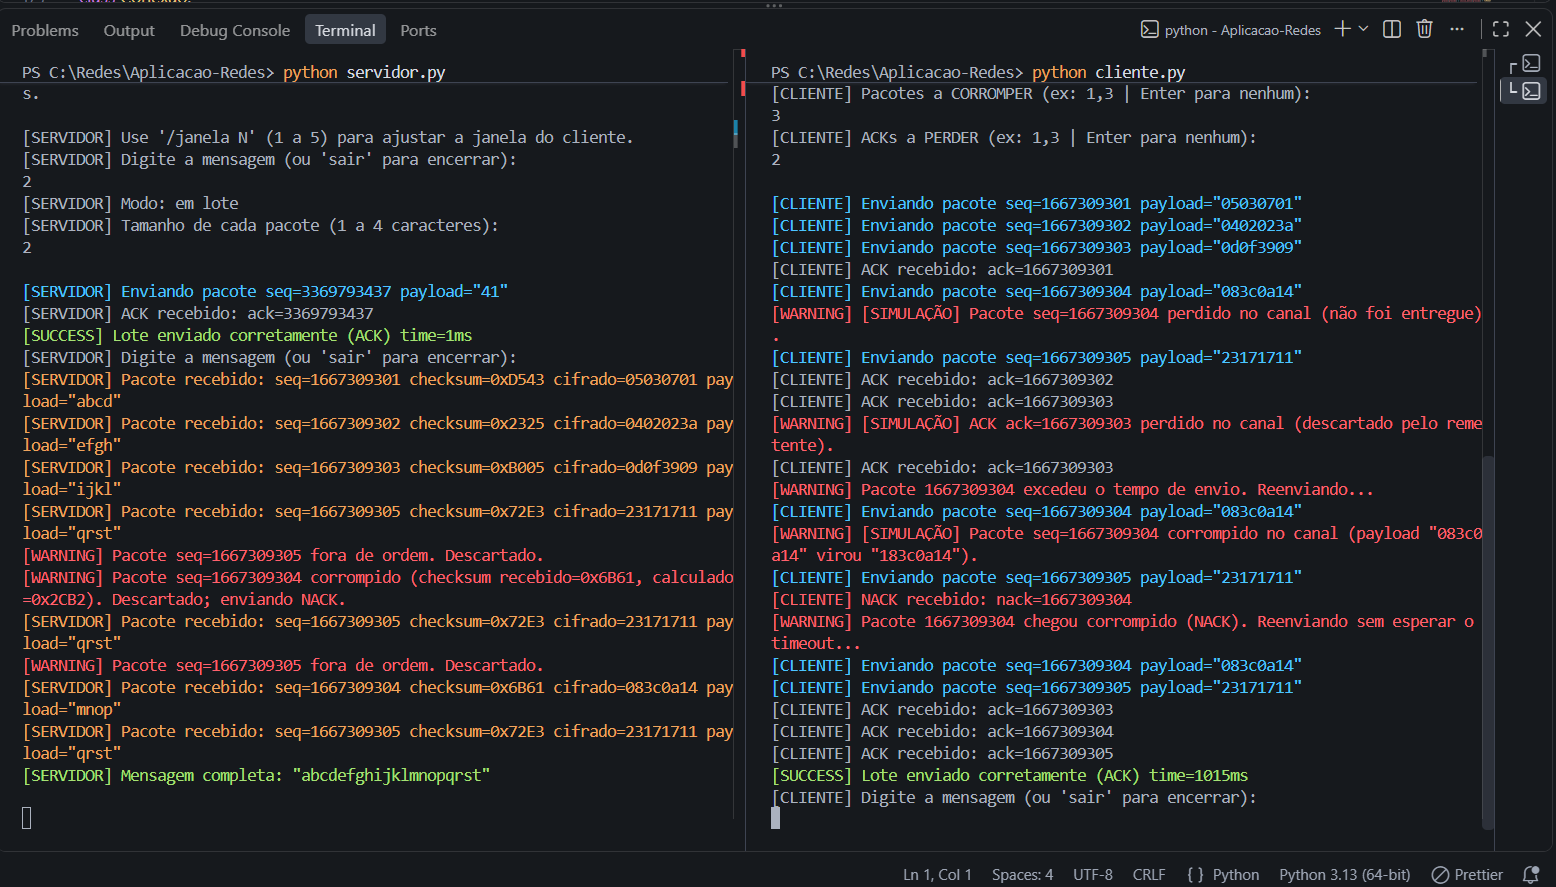 Problems Output Debug Console Terminal Ports
python - Aplicacao-Redes
PS C:\Redes\Aplicacao-Redes> python servidor.py
s.
[SERVIDOR] Use '/janela N' (1 a 5) para ajustar a janela do cliente.
[SERVIDOR] Digite a mensagem (ou 'sair' para encerrar):
2
[SERVIDOR] Modo: em lote
[SERVIDOR] Tamanho de cada pacote (1 a 4 caracteres):
2
[SERVIDOR] Enviando pacote seq=3369793437 payload="41"
[SERVIDOR] ACK recebido: ack=3369793437
[SUCCESS] Lote enviado corretamente (ACK) time=1ms
[SERVIDOR] Digite a mensagem (ou 'sair' para encerrar):
[SERVIDOR] Pacote recebido: seq=1667309301 checksum=0xD543 cifrado=05030701 pay
load="abcd"
[SERVIDOR] Pacote recebido: seq=1667309302 checksum=0x2325 cifrado=0402023a pay
load="efgh"
[SERVIDOR] Pacote recebido: seq=1667309303 checksum=0xB005 cifrado=0d0f3909 pay
load="ijkl"
[SERVIDOR] Pacote recebido: seq=1667309305 checksum=0x72E3 cifrado=23171711 pay
load="qrst"
[WARNING] Pacote seq=1667309305 fora de ordem. Descartado.
[WARNING] Pacote seq=1667309304 corrompido (checksum recebido=0x6B61, calculado
=0x2CB2). Descartado; enviando NACK.
[SERVIDOR] Pacote recebido: seq=1667309305 checksum=0x72E3 cifrado=23171711 pay
load="qrst"
[WARNING] Pacote seq=1667309305 fora de ordem. Descartado.
[SERVIDOR] Pacote recebido: seq=1667309304 checksum=0x6B61 cifrado=083c0a14 pay
load="mnop"
[SERVIDOR] Pacote recebido: seq=1667309305 checksum=0x72E3 cifrado=23171711 pay
load="qrst"
[SERVIDOR] Mensagem completa: "abcdefghijklmnopqrst"
PS C:\Redes\Aplicacao-Redes> python cliente.py
[CLIENTE] Pacotes a CORROMPER (ex: 1,3 | Enter para nenhum):
3
[CLIENTE] ACKs a PERDER (ex: 1,3 | Enter para nenhum):
2
[CLIENTE] Enviando pacote seq=1667309301 payload="05030701"
[CLIENTE] Enviando pacote seq=1667309302 payload="0402023a"
[CLIENTE] Enviando pacote seq=1667309303 payload="0d0f3909"
[CLIENTE] ACK recebido: ack=1667309301
[CLIENTE] Enviando pacote seq=1667309304 payload="083c0a14"
[WARNING] [SIMULAÇÃO] Pacote seq=1667309304 perdido no canal (não foi entregue)
.
[CLIENTE] Enviando pacote seq=1667309305 payload="23171711"
[CLIENTE] ACK recebido: ack=1667309302
[CLIENTE] ACK recebido: ack=1667309303
[WARNING] [SIMULAÇÃO] ACK ack=1667309303 perdido no canal (descartado pelo reme
tente).
[CLIENTE] ACK recebido: ack=1667309303
[WARNING] Pacote 1667309304 excedeu o tempo de envio. Reenviando...
[CLIENTE] Enviando pacote seq=1667309304 payload="083c0a14"
[WARNING] [SIMULAÇÃO] Pacote seq=1667309304 corrompido no canal (payload "083c0
a14" virou "183c0a14").
[CLIENTE] Enviando pacote seq=1667309305 payload="23171711"
[CLIENTE] NACK recebido: nack=1667309304
[WARNING] Pacote 1667309304 chegou corrompido (NACK). Reenviando sem esperar o
timeout...
[CLIENTE] Enviando pacote seq=1667309304 payload="083c0a14"
[CLIENTE] Enviando pacote seq=1667309305 payload="23171711"
[CLIENTE] ACK recebido: ack=1667309303
[CLIENTE] ACK recebido: ack=1667309304
[CLIENTE] ACK recebido: ack=1667309305
[SUCCESS] Lote enviado corretamente (ACK) time=1015ms
[CLIENTE] Digite a mensagem (ou 'sair' para encerrar):
Ln 1, Col 1 Spaces: 4 UTF-8 CRLF { } Python Python 3.13 (64-bit) Prettier